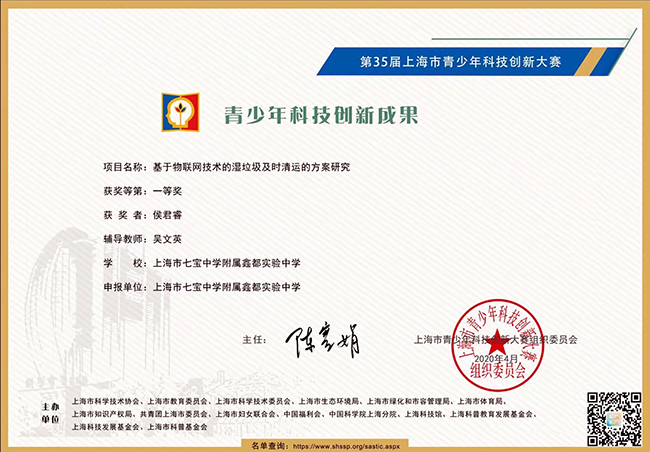 第35届上海市青少年科技创新大赛
青少年科技创新成果
项目名称：基于物联网技术的湿垃圾及时清运的方案研究
获奖等第：一等奖
获 奖 者：侯君睿
辅导教师：吴文英
学 校：上海市七宝中学附属鑫都实验中学
申报单位：上海市七宝中学附属鑫都实验中学
主任：
上海市青少年科技创新大赛组织委员会
2020年4月
上海市青少年科技创新大赛
组织委员会
主办单位
上海市科学技术协会、上海市教育委员会、上海市科学技术委员会、上海市生态环境局、上海市绿化和市容管理局、上海市体育局、
上海市知识产权局、共青团上海市委员会、上海市妇女联合会、中国福利会、中国科学院上海分院、上海科技馆、上海科普教育发展基金会、
上海科技发展基金会、上海市科普基金会
名单查询：https://www.shssp.org/sastic.aspx